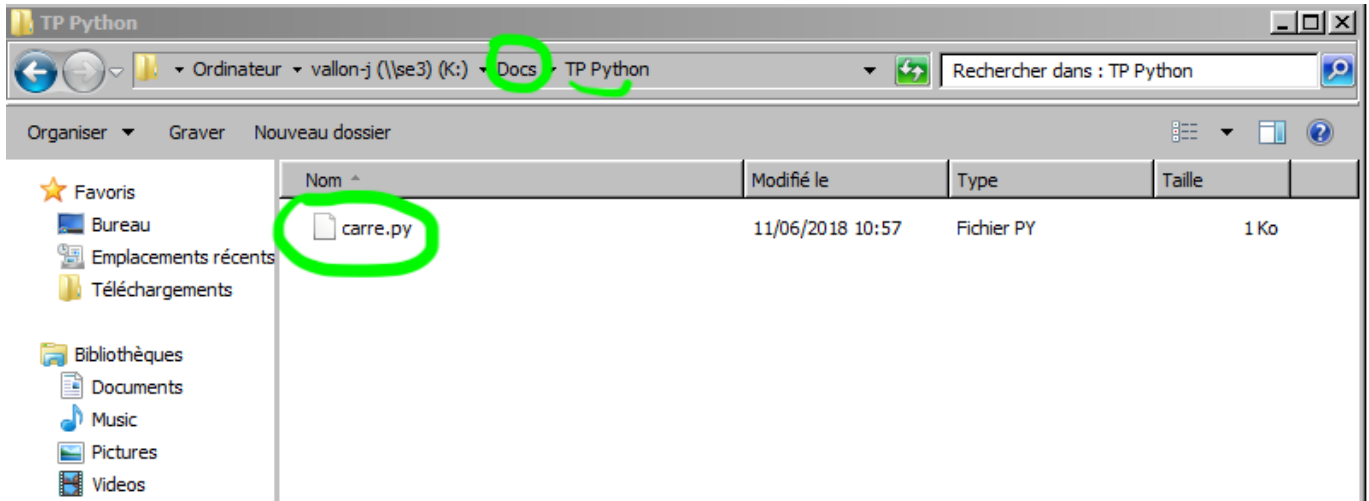 TP Python
Ordinateur vallon-j (\\se3) (K:) Docs TP Python
Rechercher dans : TP Python
Organiser Graver Nouveau dossier
Favoris
Bureau
Emplacements récents
Téléchargements
Bibliothèques
Documents
Music
Pictures
Videos
Nom Modifié le Type Taille
carre.py 11/06/2018 10:57 Fichier PY 1 Ko